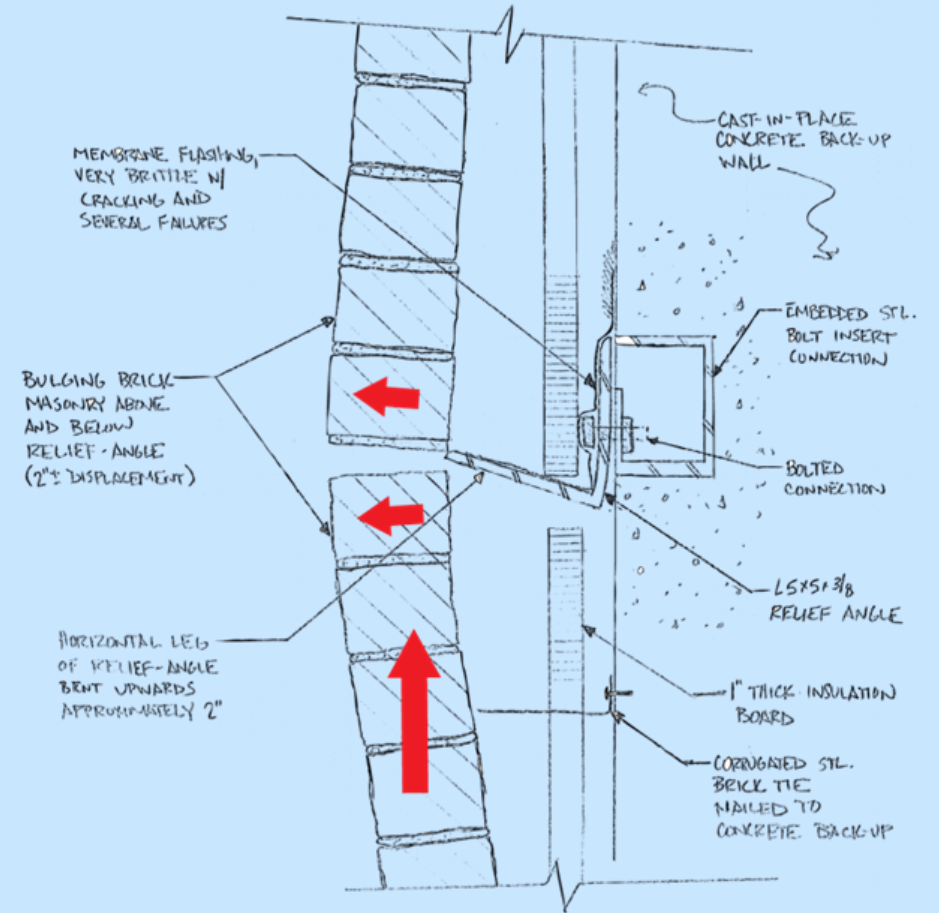 MEMBRANE FLASHING,
VERY BRITTLE W/
CRACKING AND
SEVERAL FAILURES
BULGING BRICK
MASONRY ABOVE
AND BELOW
RELIEF-ANGLE
(2"± DISPLACEMENT)
HORIZONTAL LEG
OF RELIEF-ANGLE
BENT UPWARDS
APPROXIMATELY 2"
CAST-IN-PLACE
CONCRETE BACK-UP
WALL
EMBEDDED STL.
BOLT INSERT
CONNECTION
BOLTED
CONNECTION
L5x5x3/8
RELIEF ANGLE
1" THICK INSULATION
BOARD
CORRUGATED STL.
BRICK TIE
NAILED TO
CONCRETE BACK-UP